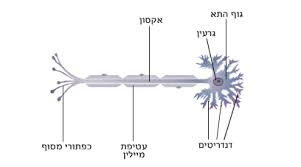 גוף התא
גרעין
אקסון
דנדריטים
עטיפת
מיילין
כפתורי מסוף